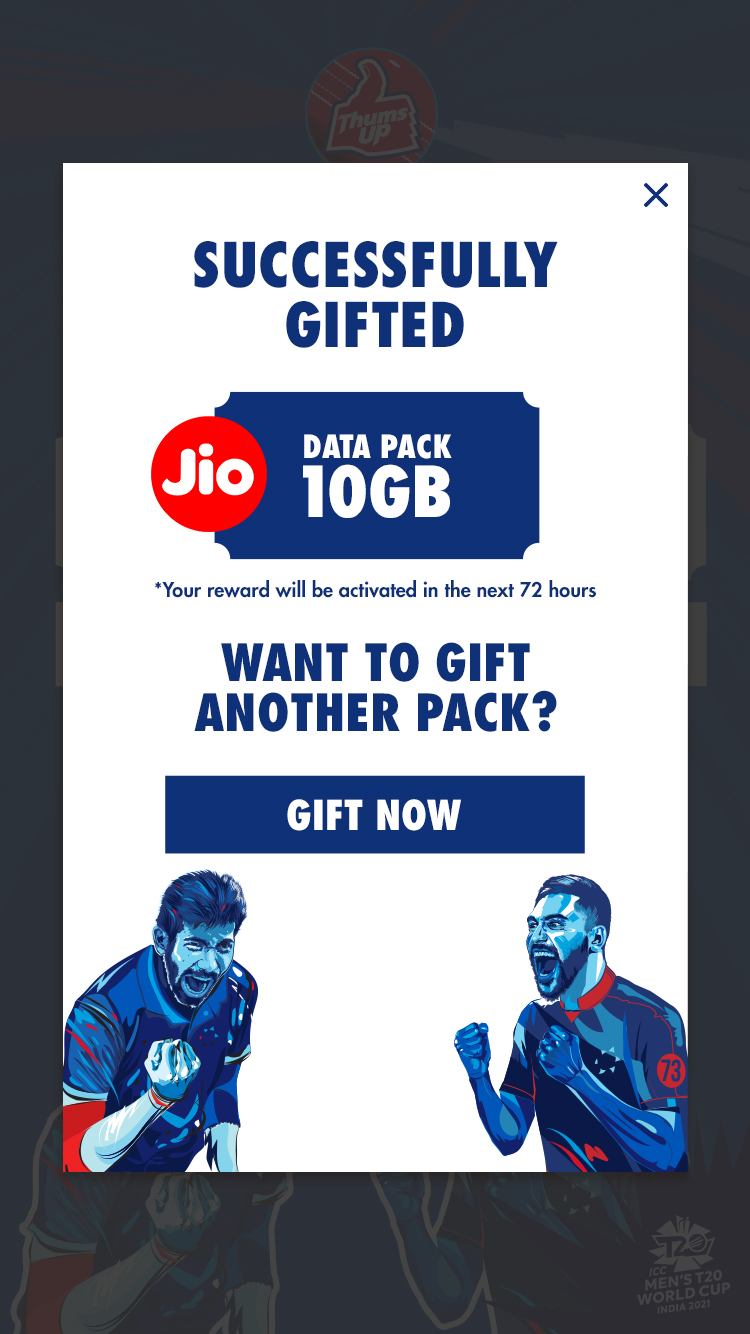 Thums
UP
SUCCESSFULLY
GIFTED
Jio
DATA PACK
10GB
*Your reward will be activated in the next 72 hours
WANT TO GIFT
ANOTHER PACK?
GIFT NOW
73
T20
ICC
MEN'S T20
WORLD CUP
INDIA 2021